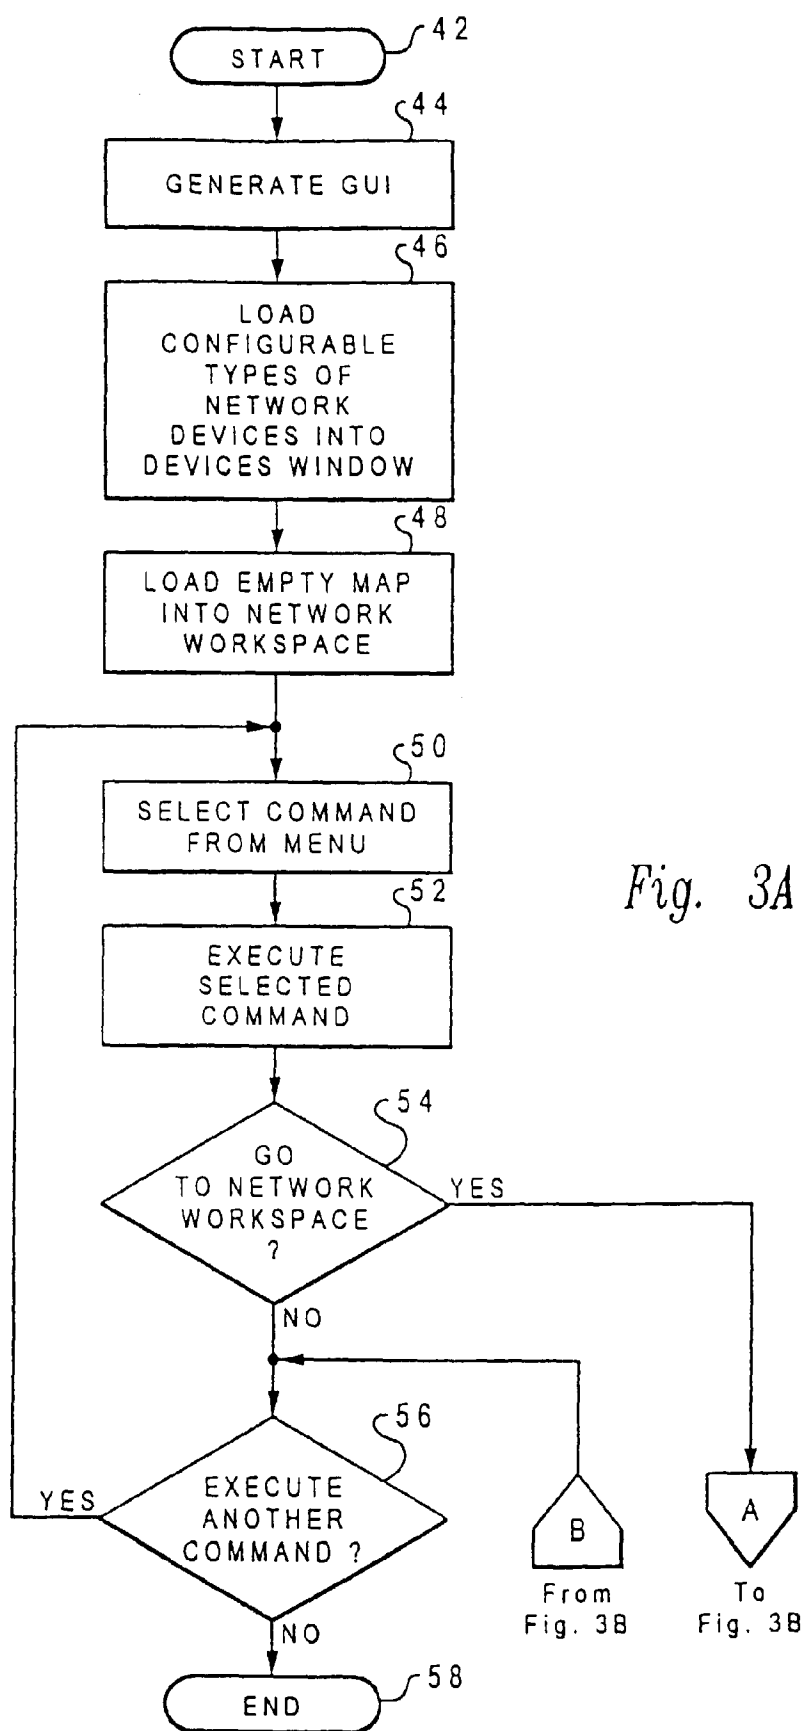 42
START
44
GENERATE GUI
46
LOAD
CONFIGURABLE
TYPES OF
NETWORK
DEVICES INTO
DEVICES WINDOW
48
LOAD EMPTY MAP
INTO NETWORK
WORKSPACE
50
SELECT COMMAND
FROM MENU
52
EXECUTE
SELECTED
COMMAND
Fig. 3A
54
GO
TO NETWORK
WORKSPACE
?
YES
NO
56
EXECUTE
ANOTHER
COMMAND ?
YES
NO
B
From
Fig. 3B
A
To
Fig. 3B
58
END